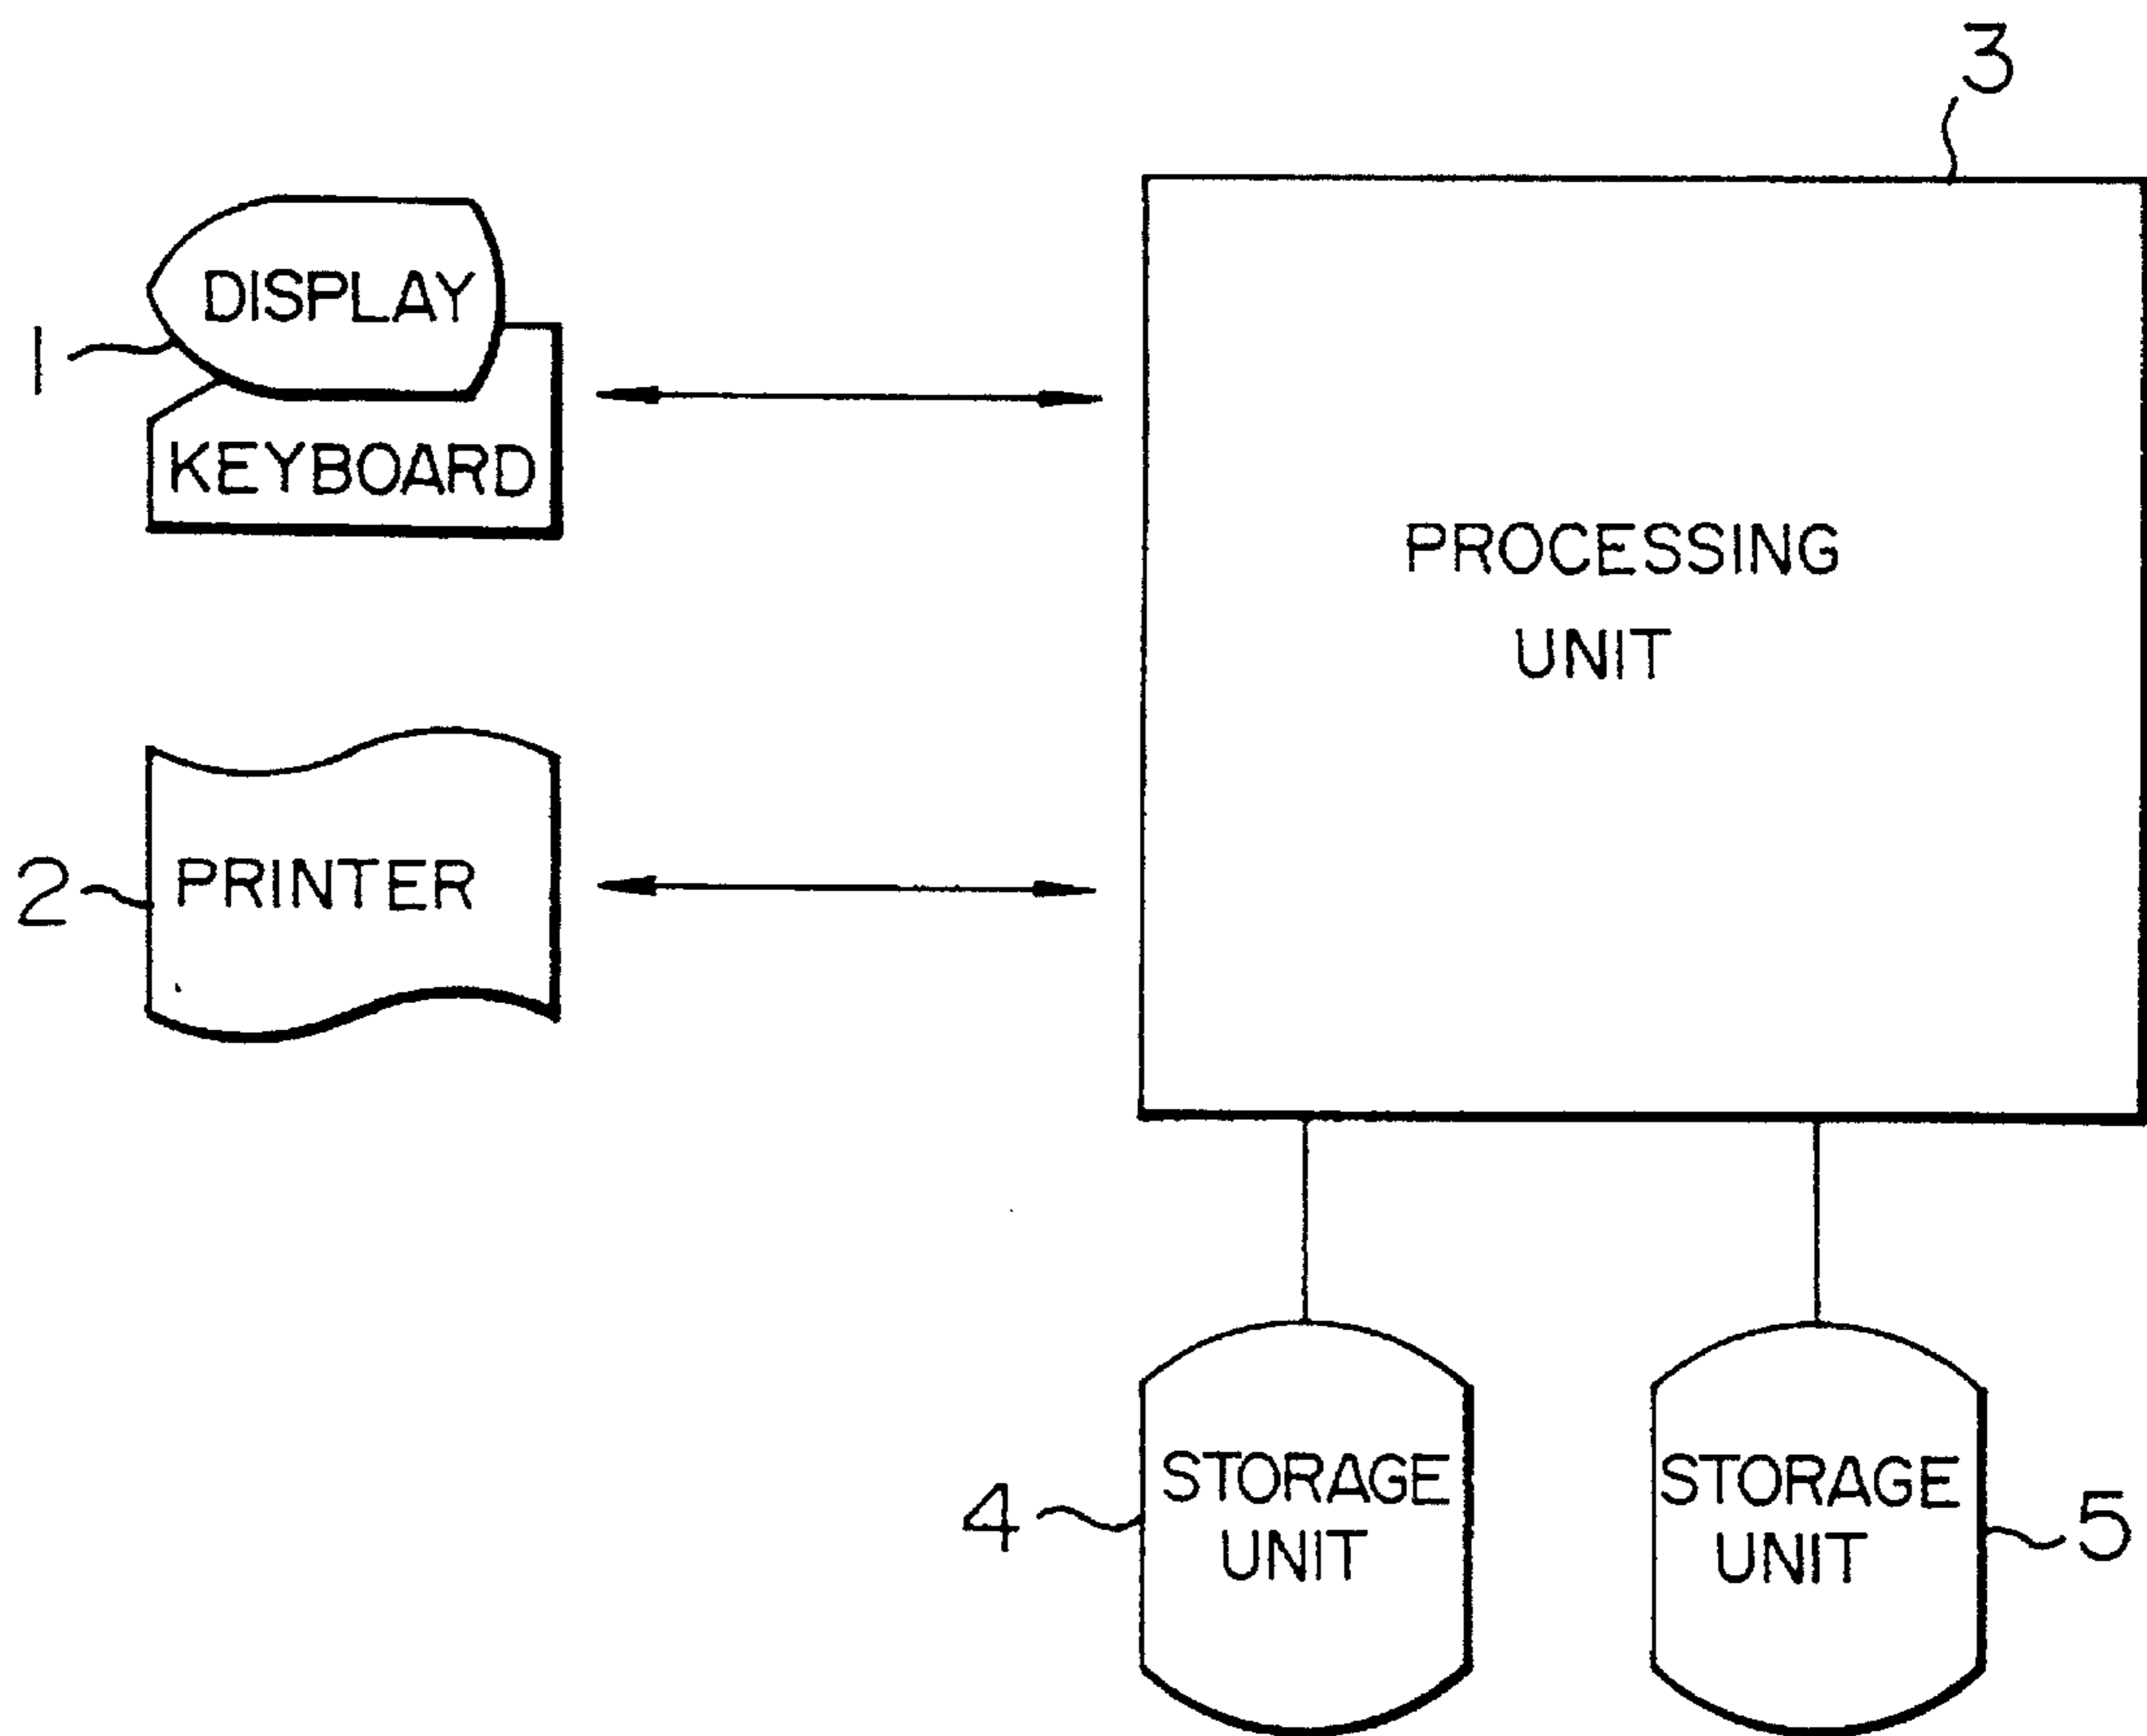 3
DISPLAY
1
KEYBOARD
PROCESSING
UNIT
2
PRINTER
STORAGE
UNIT
4
STORAGE
UNIT
5